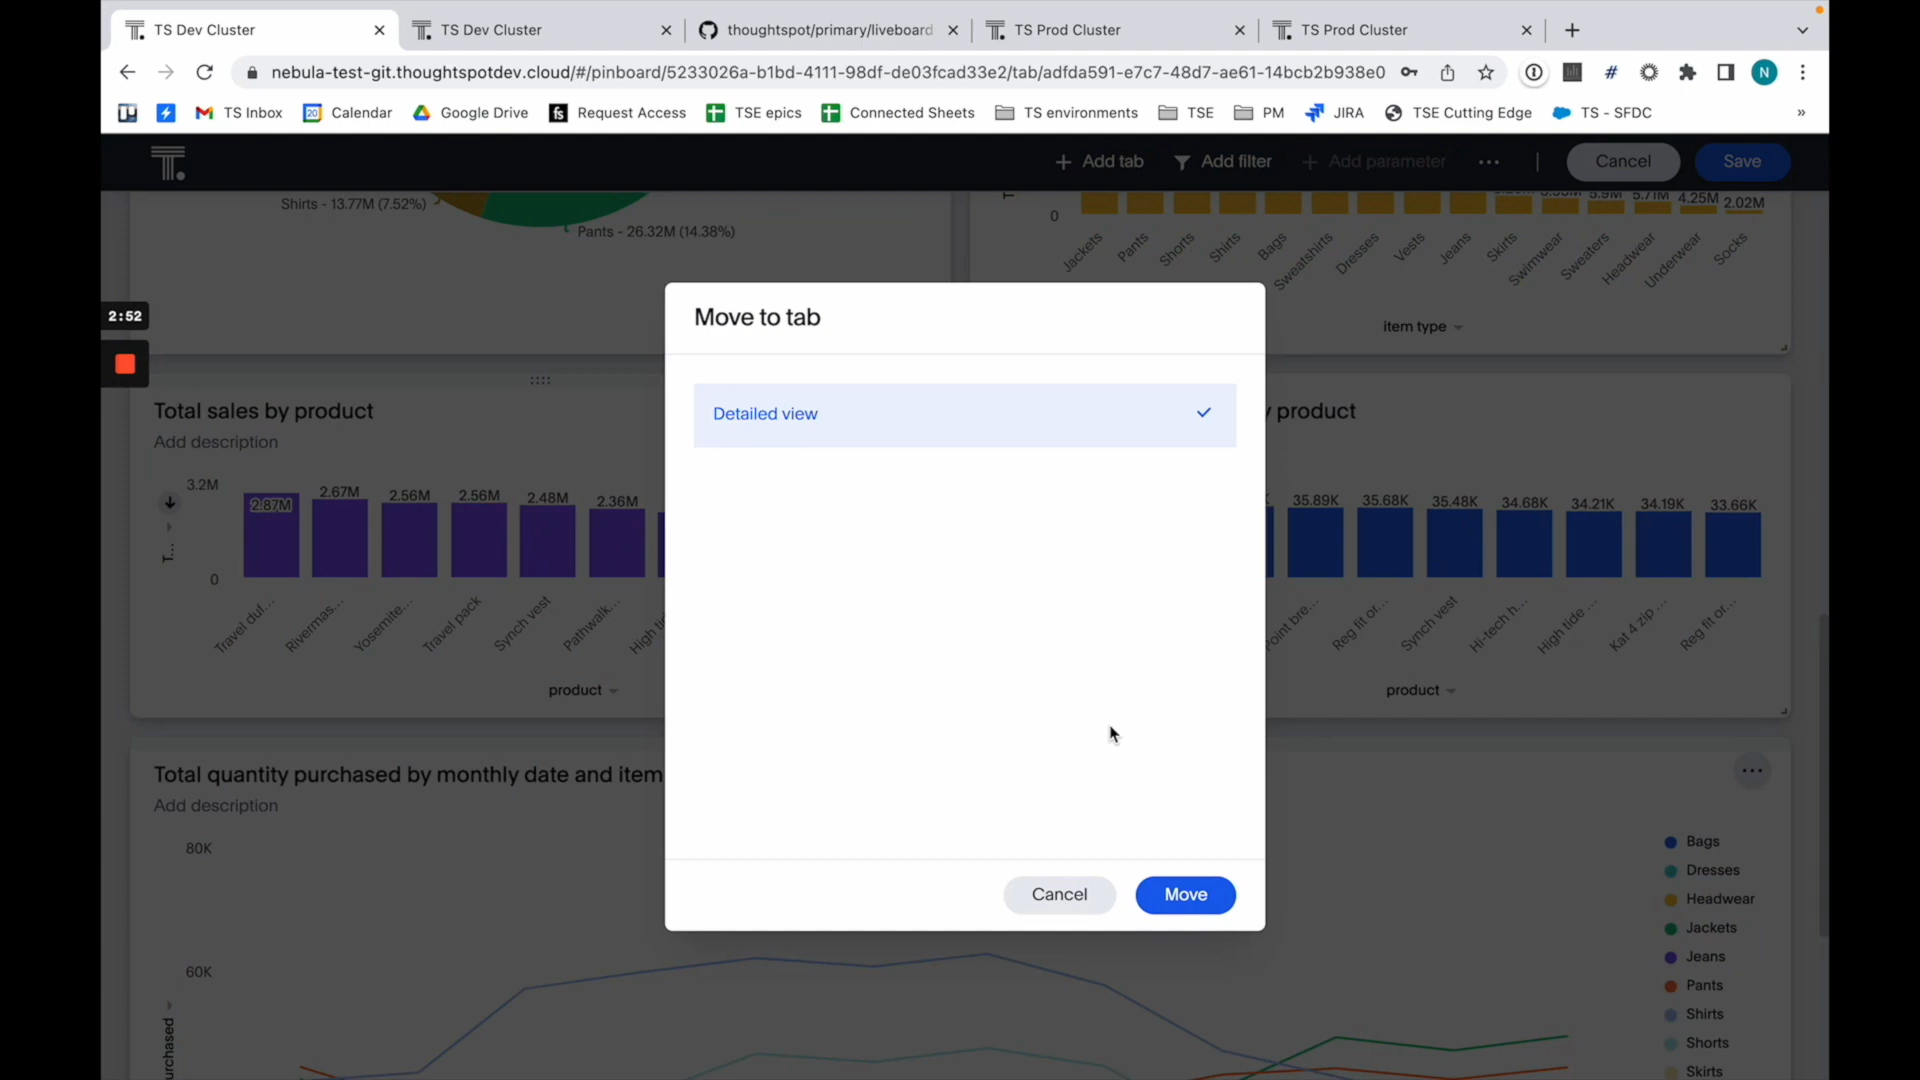 TS Dev Cluster
TS Dev Cluster
thoughtspot/primary/liveboard
TS Prod Cluster
TS Prod Cluster
nebula-test-git.thoughtspotdev.cloud/#/pinboard/5233026a-b1bd-4111-98df-de03fcad33e2/tab/adfda591-e7c7-48d7-ae61-14bcb2b938e0
N
TS Inbox
20
Calendar
Google Drive
fs
Request Access
TSE epics
Connected Sheets
TS environments
TSE
PM
JIRA
TSE Cutting Edge
TS - SFDC
»
Add tab
Add filter
Add parameter
Cancel
Save
Shirts - 13.77M (7.52%)
Pants - 26.32M (14.38%)
0
5.9M
5.71M
4.25M
2.02M
Jackets
Pants
Shorts
Shirts
Bags
Sweatshirts
Dresses
Vests
Jeans
Skirts
Swimwear
Sweaters
Headwear
Underwear
Socks
item type
2:52
Move to tab
Detailed view
Cancel
Move
Total sales by product
Add description
3.2M
0
T...
2.87M
2.67M
2.56M
2.56M
2.48M
2.36M
Travel duf...
Rivermas...
Yosemite...
Travel pack
Synch vest
Pathwalk...
High ti
product
product
35.89K
35.68K
35.48K
34.68K
34.21K
34.19K
33.66K
Point bre...
Reg fit or...
Synch vest
Hi-tech h...
High tide ...
Kat 4 zip ...
Reg fit or...
product
Total quantity purchased by monthly date and item
Add description
80K
60K
urchased
Bags
Dresses
Headwear
Jackets
Jeans
Pants
Shirts
Shorts
Skirts